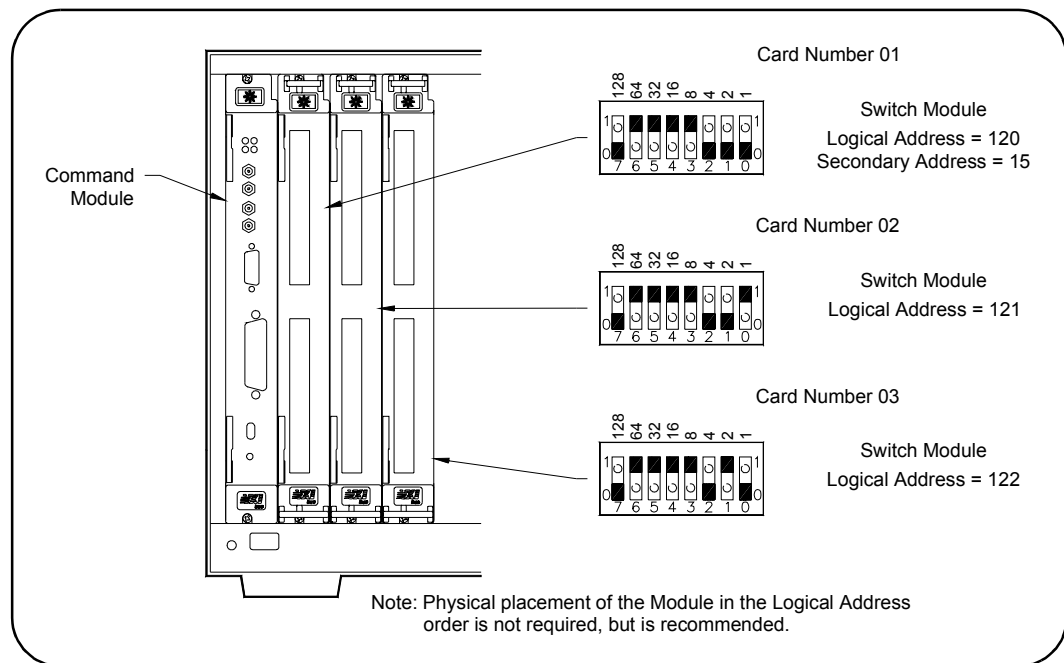 Command
Module
Card Number 01
128 64 32 16 8 4 2 1
1 1
0 0
7 6 5 4 3 2 1 0
Switch Module
Logical Address = 120
Secondary Address = 15
Card Number 02
128 64 32 16 8 4 2 1
1 1
0 0
7 6 5 4 3 2 1 0
Switch Module
Logical Address = 121
Card Number 03
128 64 32 16 8 4 2 1
1 1
0 0
7 6 5 4 3 2 1 0
Switch Module
Logical Address = 122
Note: Physical placement of the Module in the Logical Address
order is not required, but is recommended.